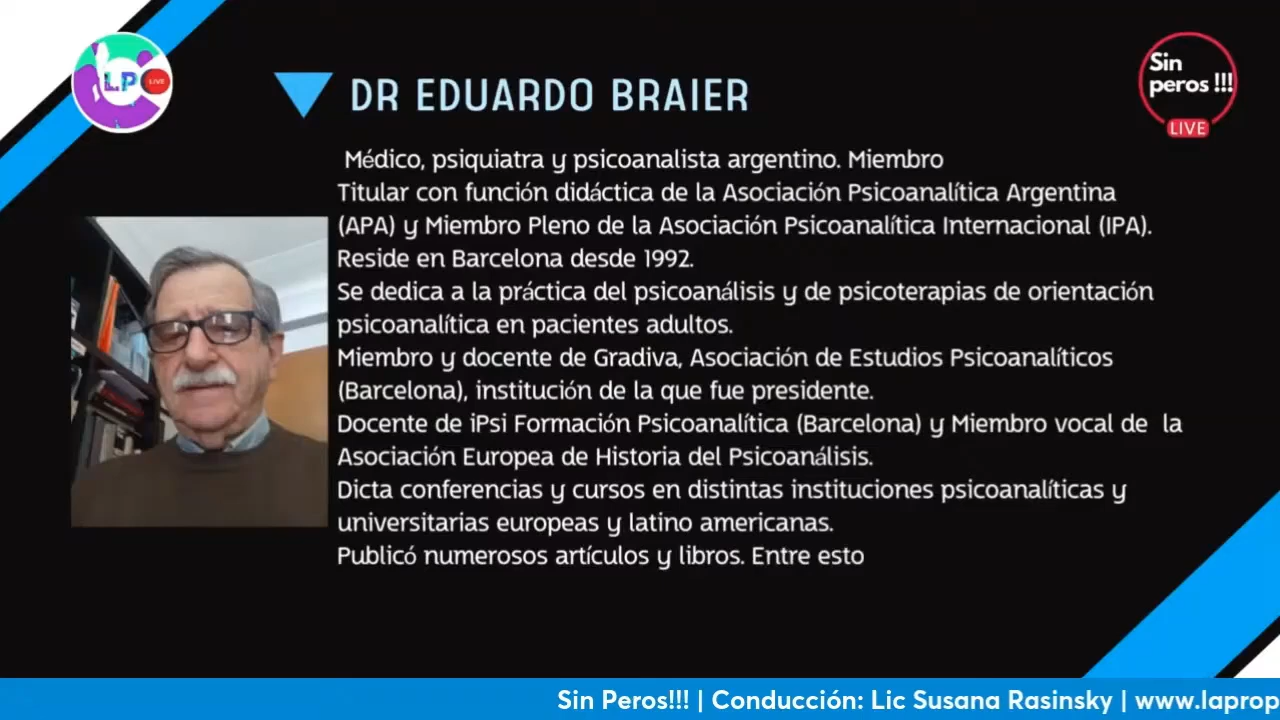 LP
LIVE
DR EDUARDO BRAIER
Sin
peros !!!
LIVE
Médico, psiquiatra y psicoanalista argentino. Miembro
Titular con función didáctica de la Asociación Psicoanalítica Argentina
(APA) y Miembro Pleno de la Asociación Psicoanalítica Internacional (IPA).
Reside en Barcelona desde 1992.
Se dedica a la práctica del psicoanálisis y de psicoterapias de orientación
psicoanalítica en pacientes adultos.
Miembro y docente de Gradiva, Asociación de Estudios Psicoanalíticos
(Barcelona), institución de la que fue presidente.
Docente de iPsi Formación Psicoanalítica (Barcelona) y Miembro vocal de  la
Asociación Europea de Historia del Psicoanálisis.
Dicta conferencias y cursos en distintas instituciones psicoanalíticas y
universitarias europeas y latino americanas.
Publicó numerosos artículos y libros. Entre esto
Sin Peros!!! | Conducción: Lic Susana Rasinsky | www.laprop